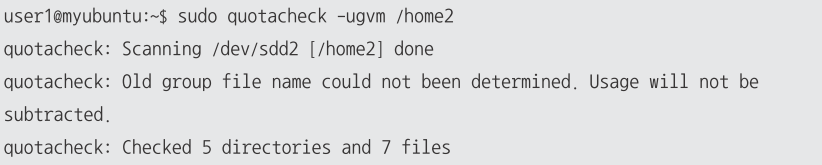 user1@myubuntu:~$ sudo quotacheck -ugvm /home2
quotacheck: Scanning /dev/sdd2 [/home2] done
quotacheck: Old group file name could not been determined. Usage will not be
subtracted.
quotacheck: Checked 5 directories and 7 files